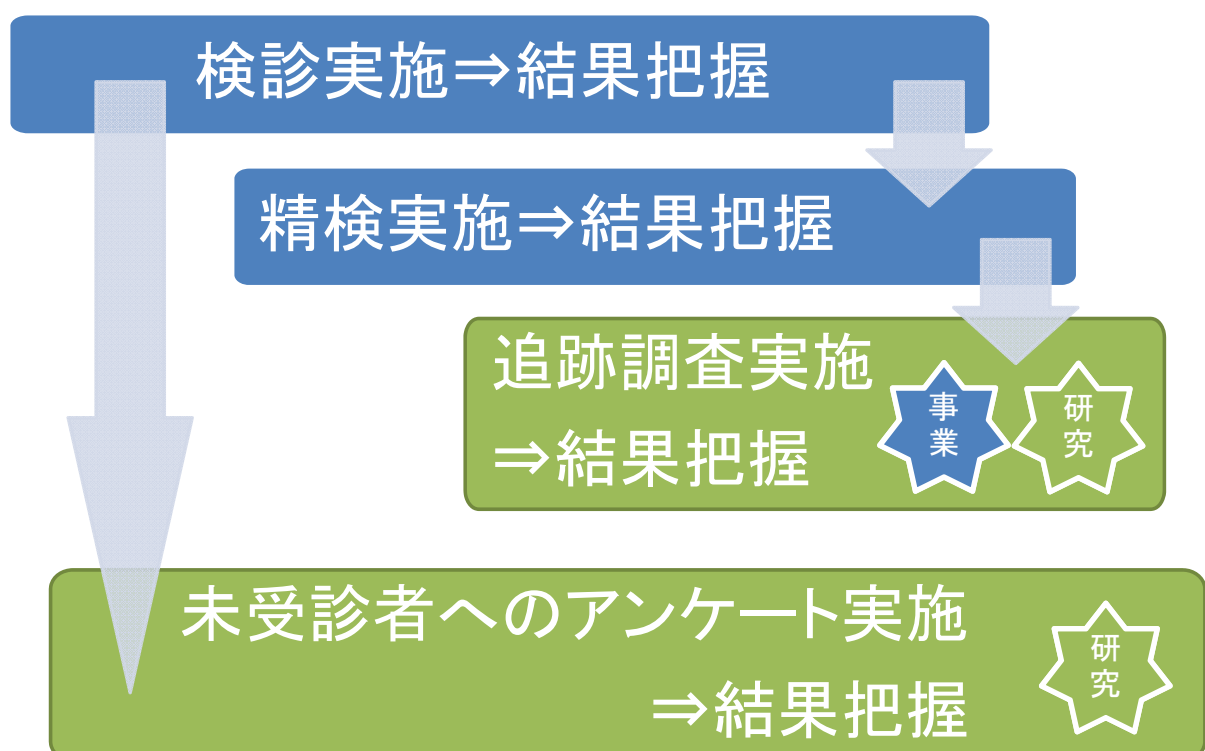 検診実施⇒結果把握
精検実施⇒結果把握
追跡調査実施
⇒結果把握
事業
研究
未受診者へのアンケート実施
⇒結果把握
研究